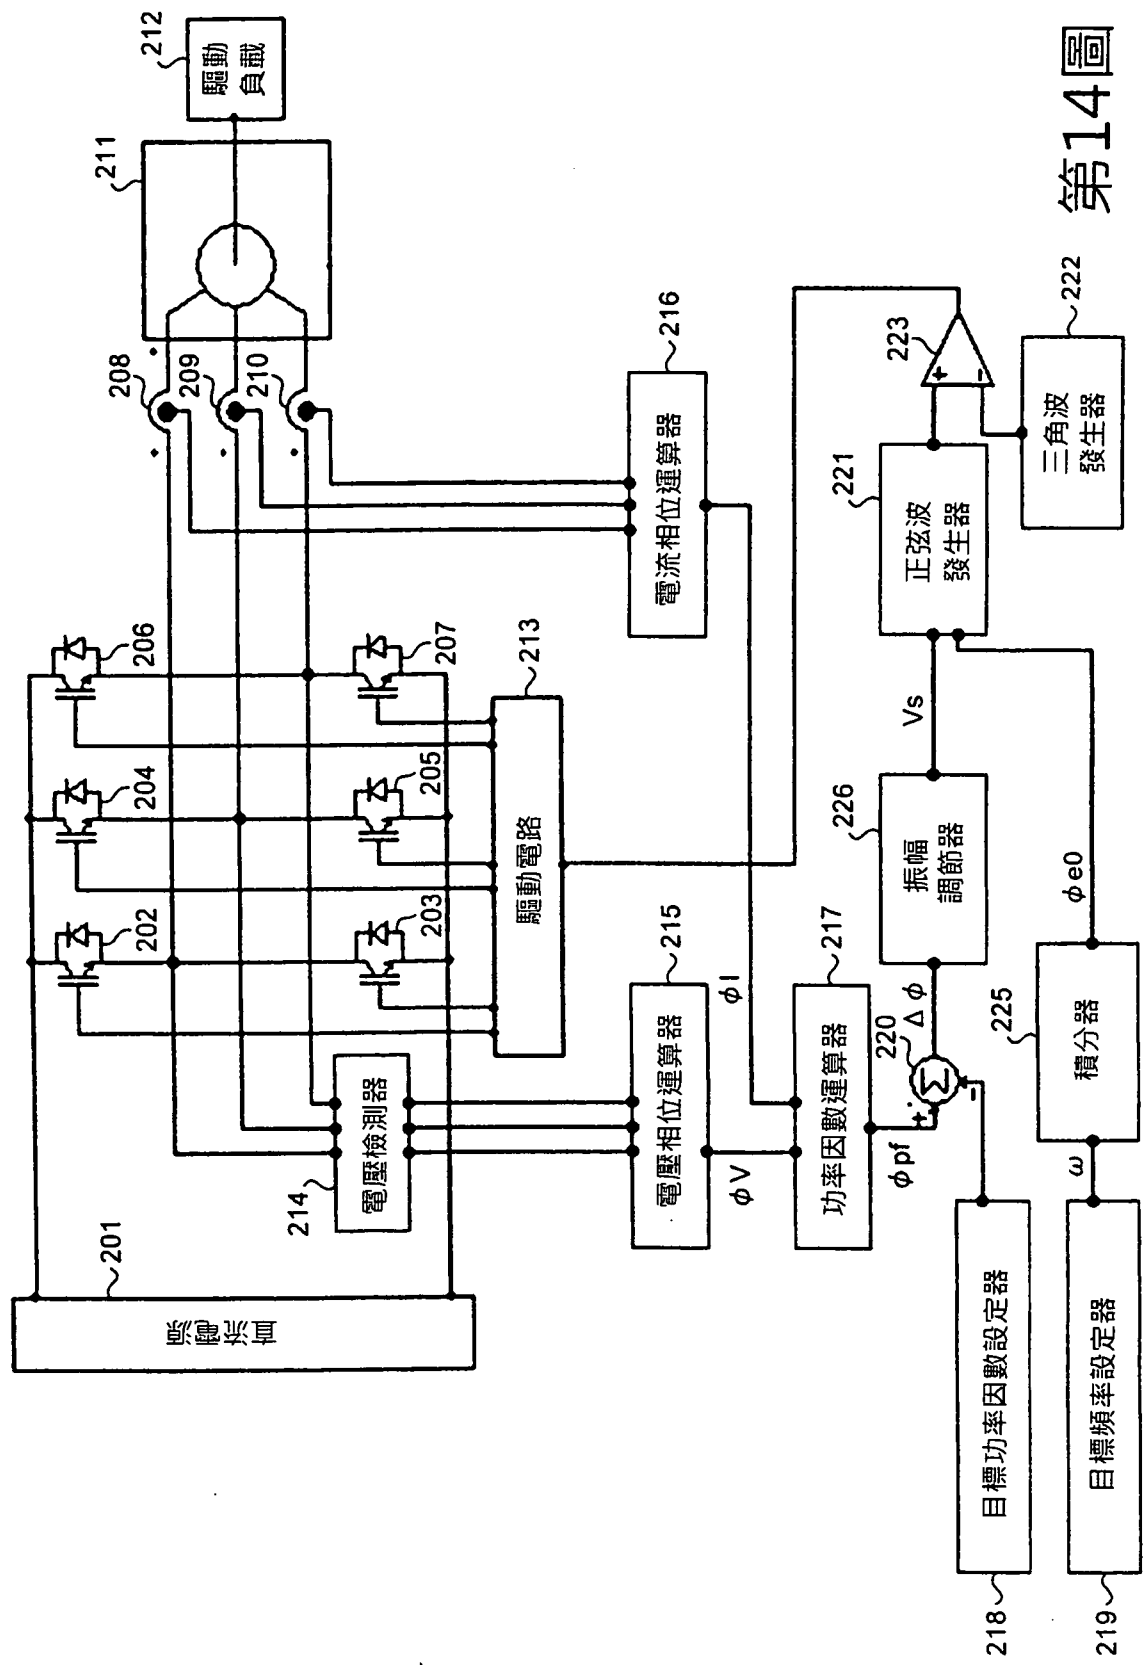 212
驅動
負載
211
208
209
210
206
207
204
205
202
203
213
驅動電路
216
電流相位運算器
214
電壓檢測器
201
直流電源
215
電壓相位運算器
φI
φV
217
功率因數運算器
φpf
220
Σ
+
-
Δφ
226
振幅
調節器
Vs
221
正弦波
發生器
223
+
-
222
三角波
發生器
φe0
225
積分器
ω
218
目標功率因數設定器
219
目標頻率設定器
第14圖